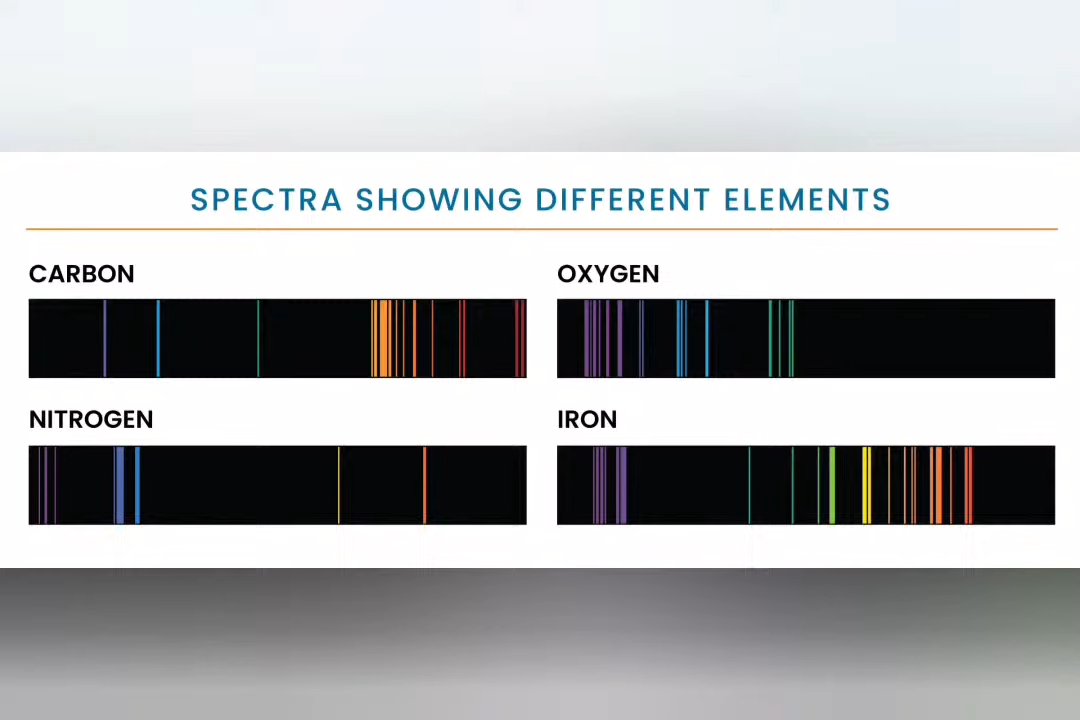 SPECTRA SHOWING DIFFERENT ELEMENTS
CARBON
OXYGEN
NITROGEN
IRON